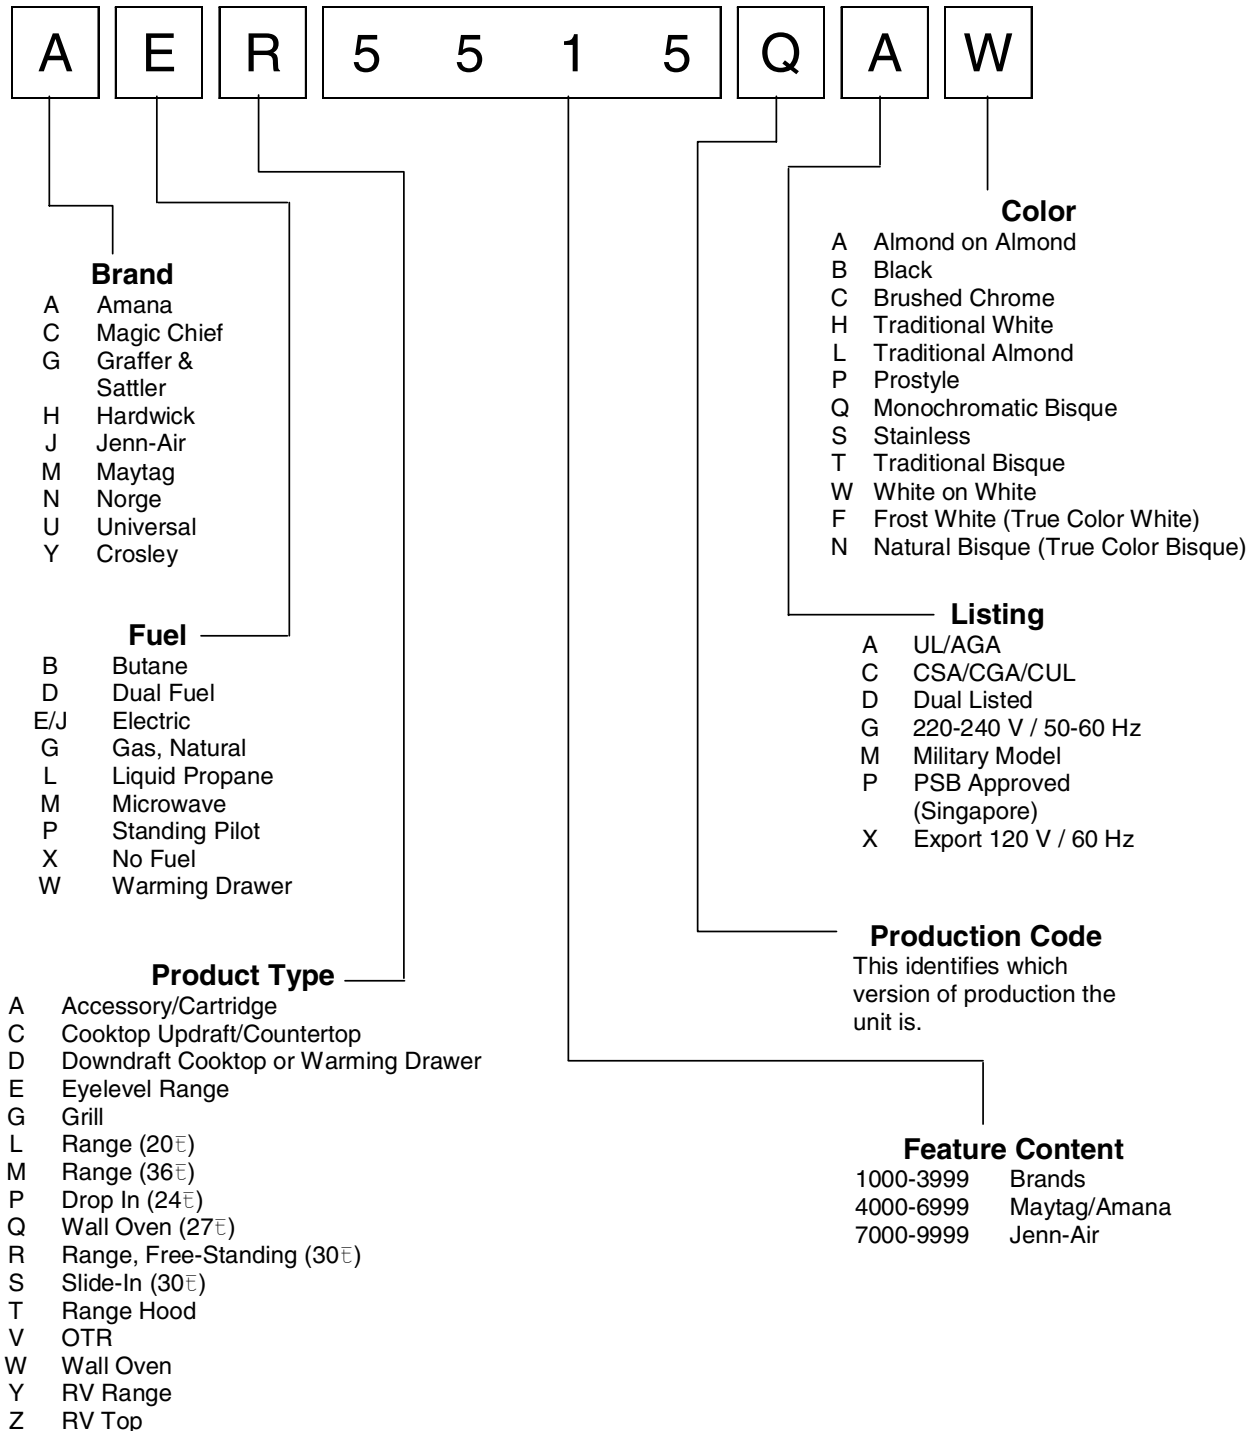 A E R 5 5 1 5 Q A W
Brand
A Amana
C Magic Chief
G Graffer &
Sattler
H Hardwick
J Jenn-Air
M Maytag
N Norge
U Universal
Y Crosley
Fuel
B Butane
D Dual Fuel
E/J Electric
G Gas, Natural
L Liquid Propane
M Microwave
P Standing Pilot
X No Fuel
W Warming Drawer
Product Type
A Accessory/Cartridge
C Cooktop Updraft/Countertop
D Downdraft Cooktop or Warming Drawer
E Eyelevel Range
G Grill
L Range (20)
M Range (36)
P Drop In (24)
Q Wall Oven (27)
R Range, Free-Standing (30)
S Slide-In (30)
T Range Hood
V OTR
W Wall Oven
Y RV Range
Z RV Top
Color
A Almond on Almond
B Black
C Brushed Chrome
H Traditional White
L Traditional Almond
P Prostyle
Q Monochromatic Bisque
S Stainless
T Traditional Bisque
W White on White
F Frost White (True Color White)
N Natural Bisque (True Color Bisque)
Listing
A UL/AGA
C CSA/CGA/CUL
D Dual Listed
G 220-240 V / 50-60 Hz
M Military Model
P PSB Approved
(Singapore)
X Export 120 V / 60 Hz
Production Code
This identifies which
version of production the
unit is.
Feature Content
1000-3999 Brands
4000-6999 Maytag/Amana
7000-9999 Jenn-Air